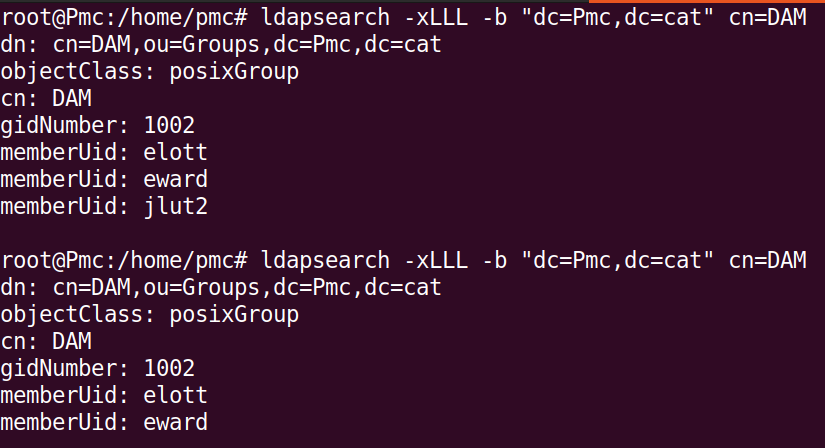 root@Pmc:/home/pmc# ldapsearch -xLLL -b "dc=Pmc,dc=cat" cn=DAM
dn: cn=DAM,ou=Groups,dc=Pmc,dc=cat
objectClass: posixGroup
cn: DAM
gidNumber: 1002
memberUid: elott
memberUid: eward
memberUid: jlut2

root@Pmc:/home/pmc# ldapsearch -xLLL -b "dc=Pmc,dc=cat" cn=DAM
dn: cn=DAM,ou=Groups,dc=Pmc,dc=cat
objectClass: posixGroup
cn: DAM
gidNumber: 1002
memberUid: elott
memberUid: eward